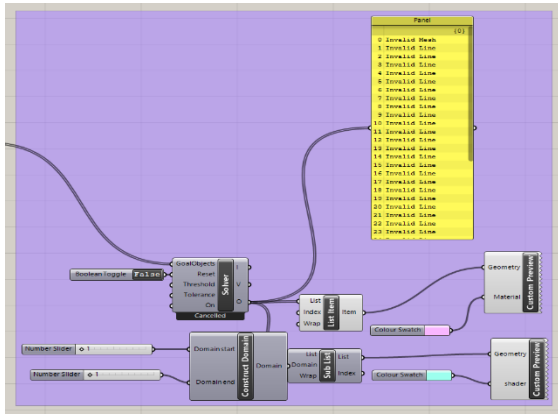 Panel
{0}
0 Invalid Mesh
1 Invalid Line
2 Invalid Line
3 Invalid Line
4 Invalid Line
5 Invalid Line
6 Invalid Line
7 Invalid Line
8 Invalid Line
9 Invalid Line
10 Invalid Line
11 Invalid Line
12 Invalid Line
13 Invalid Line
14 Invalid Line
15 Invalid Line
16 Invalid Line
17 Invalid Line
18 Invalid Line
19 Invalid Line
20 Invalid Line
21 Invalid Line
22 Invalid Line
23 Invalid Line
GoalObjects
Reset
Threshold
Tolerance
On
Solver
I
V
O
Cancelled
Boolean Toggle False
List
Index
Wrap
List Item
Item
Geometry
Material
Custom Preview
Colour Swatch
Number Slider 1
Number Slider 1
Domain start
Domain end
Construct Domain
Domain
List
Domain
Wrap
Sub List
List
Index
Colour Swatch
Geometry
shader
Custom Preview